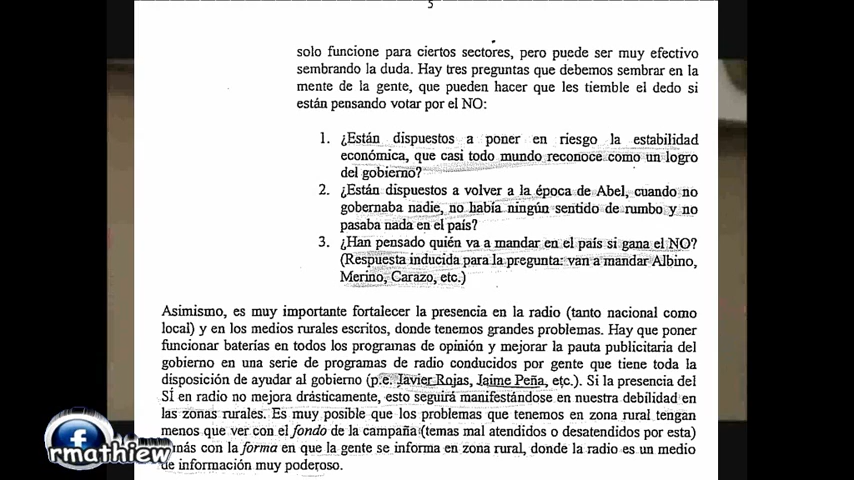 5
solo funcione para ciertos sectores, pero puede ser muy efectivo
sembrando la duda. Hay tres preguntas que debemos sembrar en la
mente de la gente, que pueden hacer que les tiemble el dedo si
están pensando votar por el NO:
1. ¿Están dispuestos a poner en riesgo la estabilidad
económica, que casi todo mundo reconoce como un logro
del gobierno?
2. ¿Están dispuestos a volver a la época de Abel, cuando no
gobernaba nadie, no había ningún sentido de rumbo y no
pasaba nada en el país?
3. ¿Han pensado quién va a mandar en el país si gana el NO?
(Respuesta inducida para la pregunta: van a mandar Albino,
Merino, Carazo, etc.)
Asimismo, es muy importante fortalecer la presencia en la radio (tanto nacional como
local) y en los medios rurales escritos, donde tenemos grandes problemas. Hay que poner
funcionar baterías en todos los programas de opinión y mejorar la pauta publicitaria del
gobierno en una serie de programas de radio conducidos por gente que tiene toda la
disposición de ayudar al gobierno (p.e. Javier Rojas, Jaime Peña, etc.). Si la presencia del
SÍ en radio no mejora drásticamente, esto seguirá manifestándose en nuestra debilidad en
las zonas rurales. Es muy posible que los problemas que tenemos en zona rural tengan
menos que ver con el fondo de la campaña (temas mal atendidos o desatendidos por esta)
con la forma en que la gente se informa en zona rural, donde la radio es un medio
de información muy poderoso.
f
rmathiew